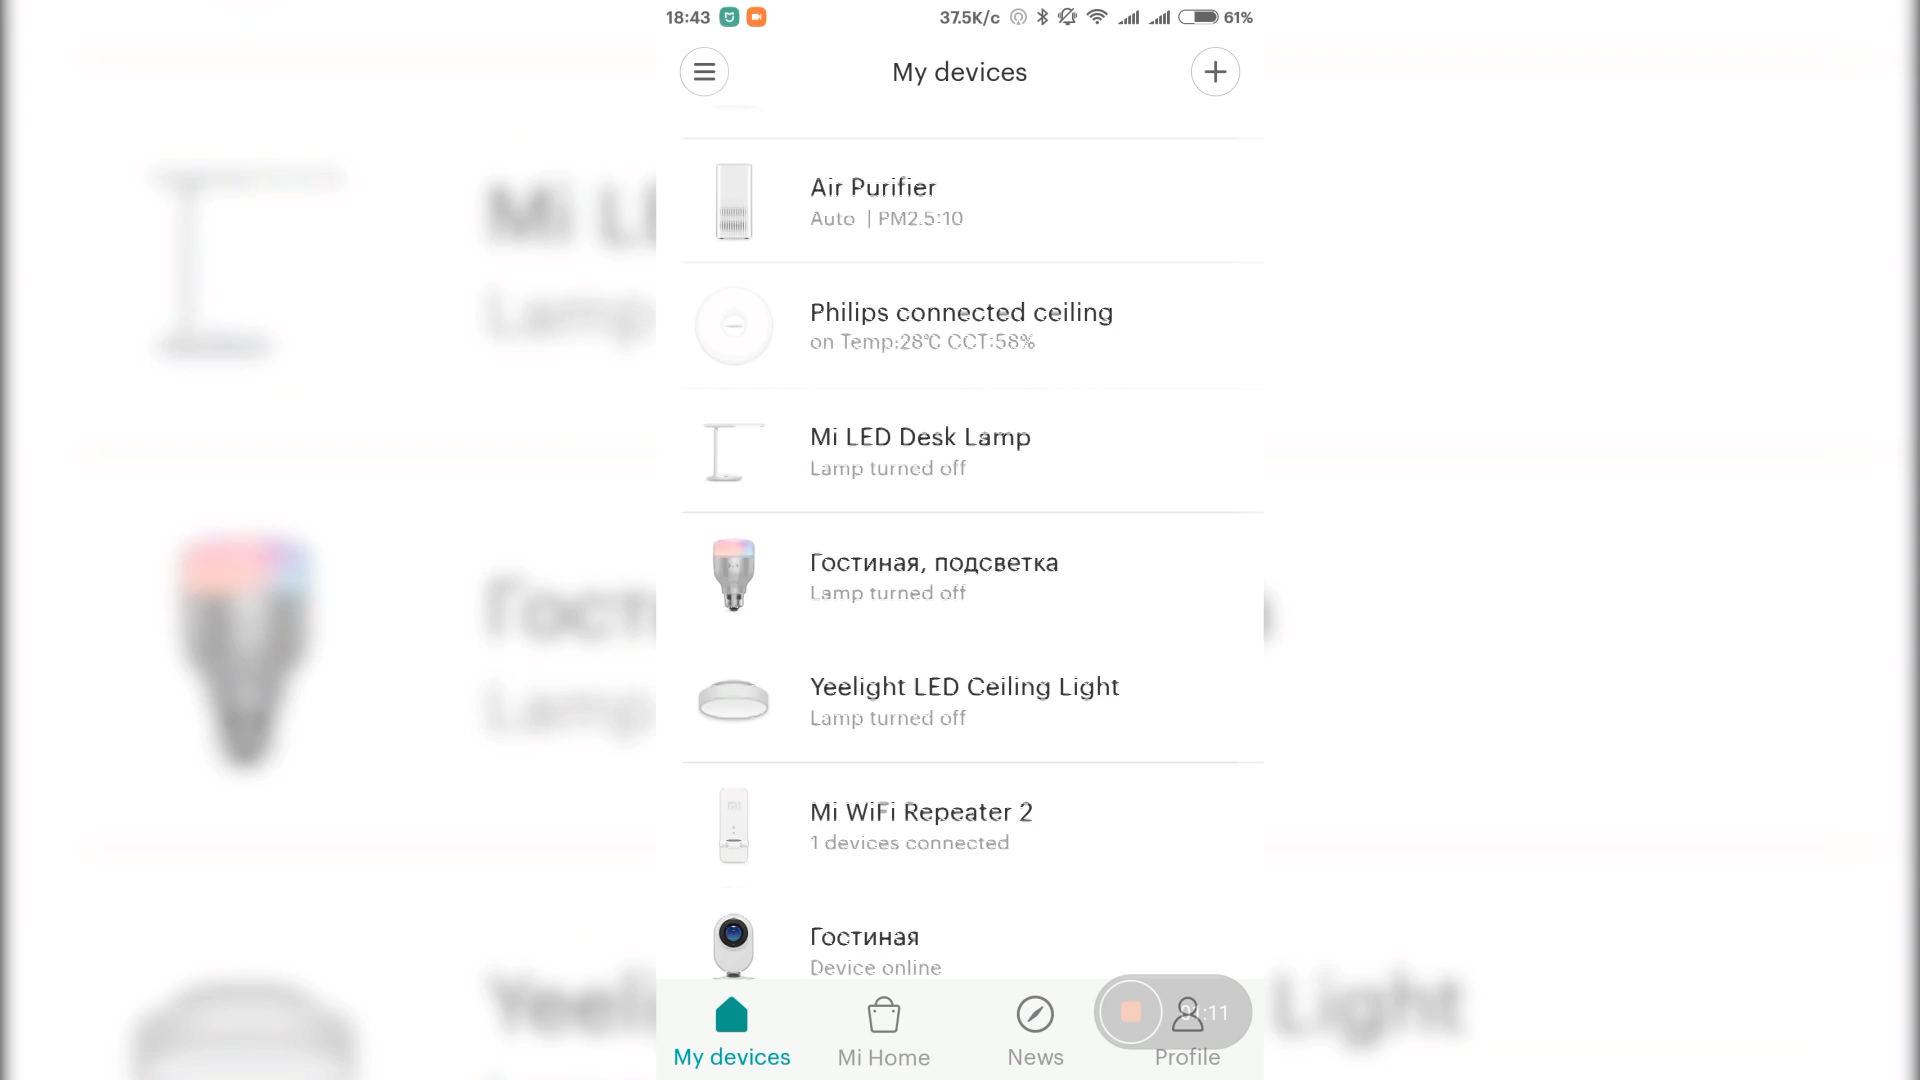 18:43 37.5K/c 61%
My devices
Air Purifier
Auto | PM2.5:10
Philips connected ceiling
on Temp:28℃ CCT:58%
Mi LED Desk Lamp
Lamp turned off
Гостиная, подсветка
Lamp turned off
Yeelight LED Ceiling Light
Lamp turned off
Mi WiFi Repeater 2
1 devices connected
Гостиная
Device online
My devices
Mi Home
News
Profile